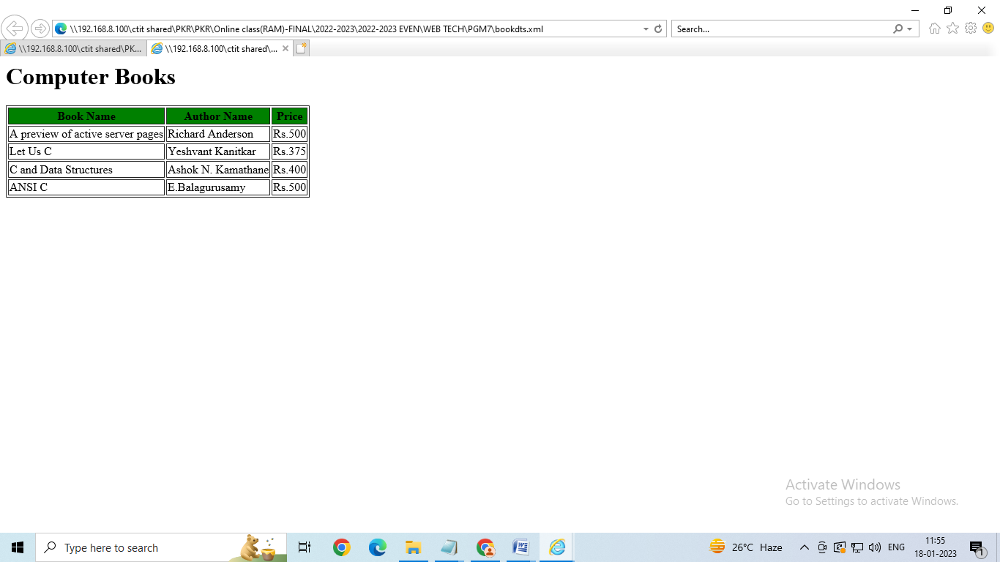 \\192.168.8.100\ctit shared\PKR\PKR\Online class(RAM)-FINAL\2022-2023\2022-2023 EVEN\WEB TECH\PGM7\bookdts.xml Search...
\\192.168.8.100\ctit shared\PK... \\192.168.8.100\ctit shared\...
Computer Books
Book Name Author Name Price
A preview of active server pages Richard Anderson Rs.500
Let Us C Yeshvant Kanitkar Rs.375
C and Data Structures Ashok N. Kamathane Rs.400
ANSI C E.Balagurusamy Rs.500
Activate Windows
Go to Settings to activate Windows.
Type here to search 26°C Haze ENG 11:55
18-01-2023 1